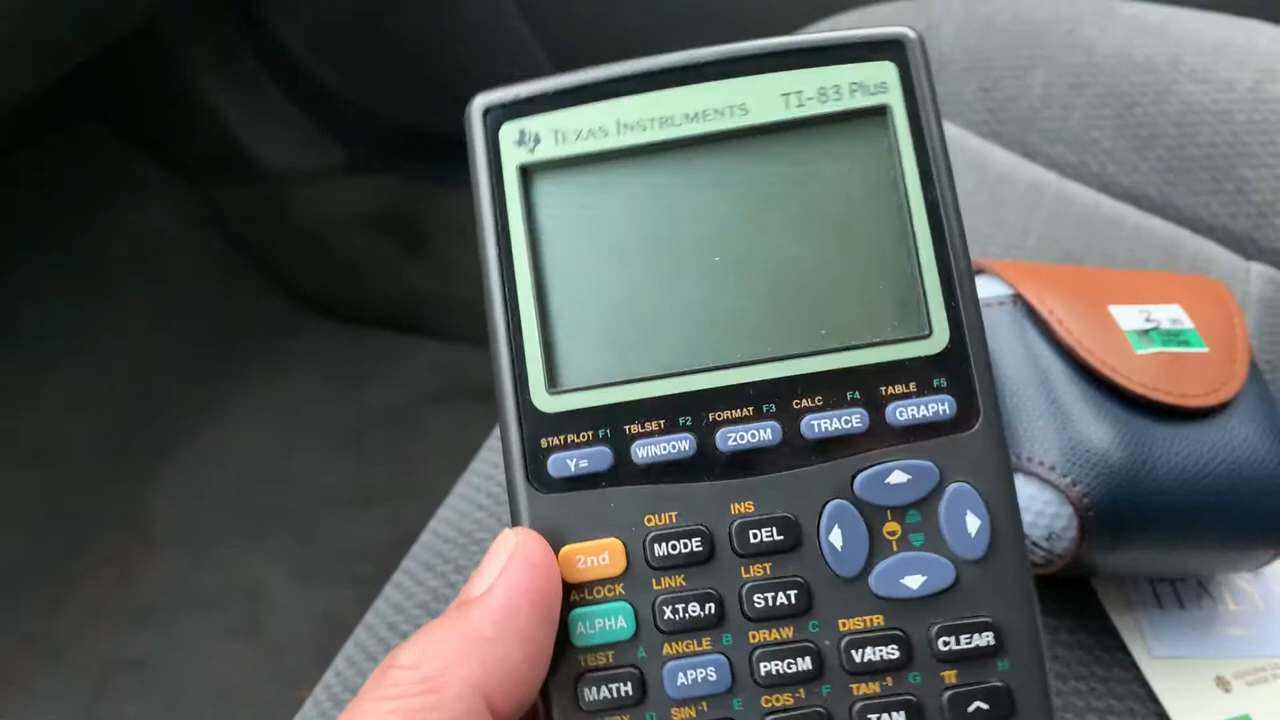 TEXAS INSTRUMENTS TI-83 Plus
STAT PLOT F1 TBLSET F2 FORMAT F3 CALC F4 TABLE F5
Y= WINDOW ZOOM TRACE GRAPH
QUIT INS
2nd MODE DEL
A-LOCK LINK LIST
ALPHA X,T,Θ,n STAT
TEST A ANGLE B DRAW C DISTR
MATH APPS PRGM VARS CLEAR
D SIN⁻¹ E COS⁻¹ F TAN⁻¹ G π H
TAN ^
ITALY